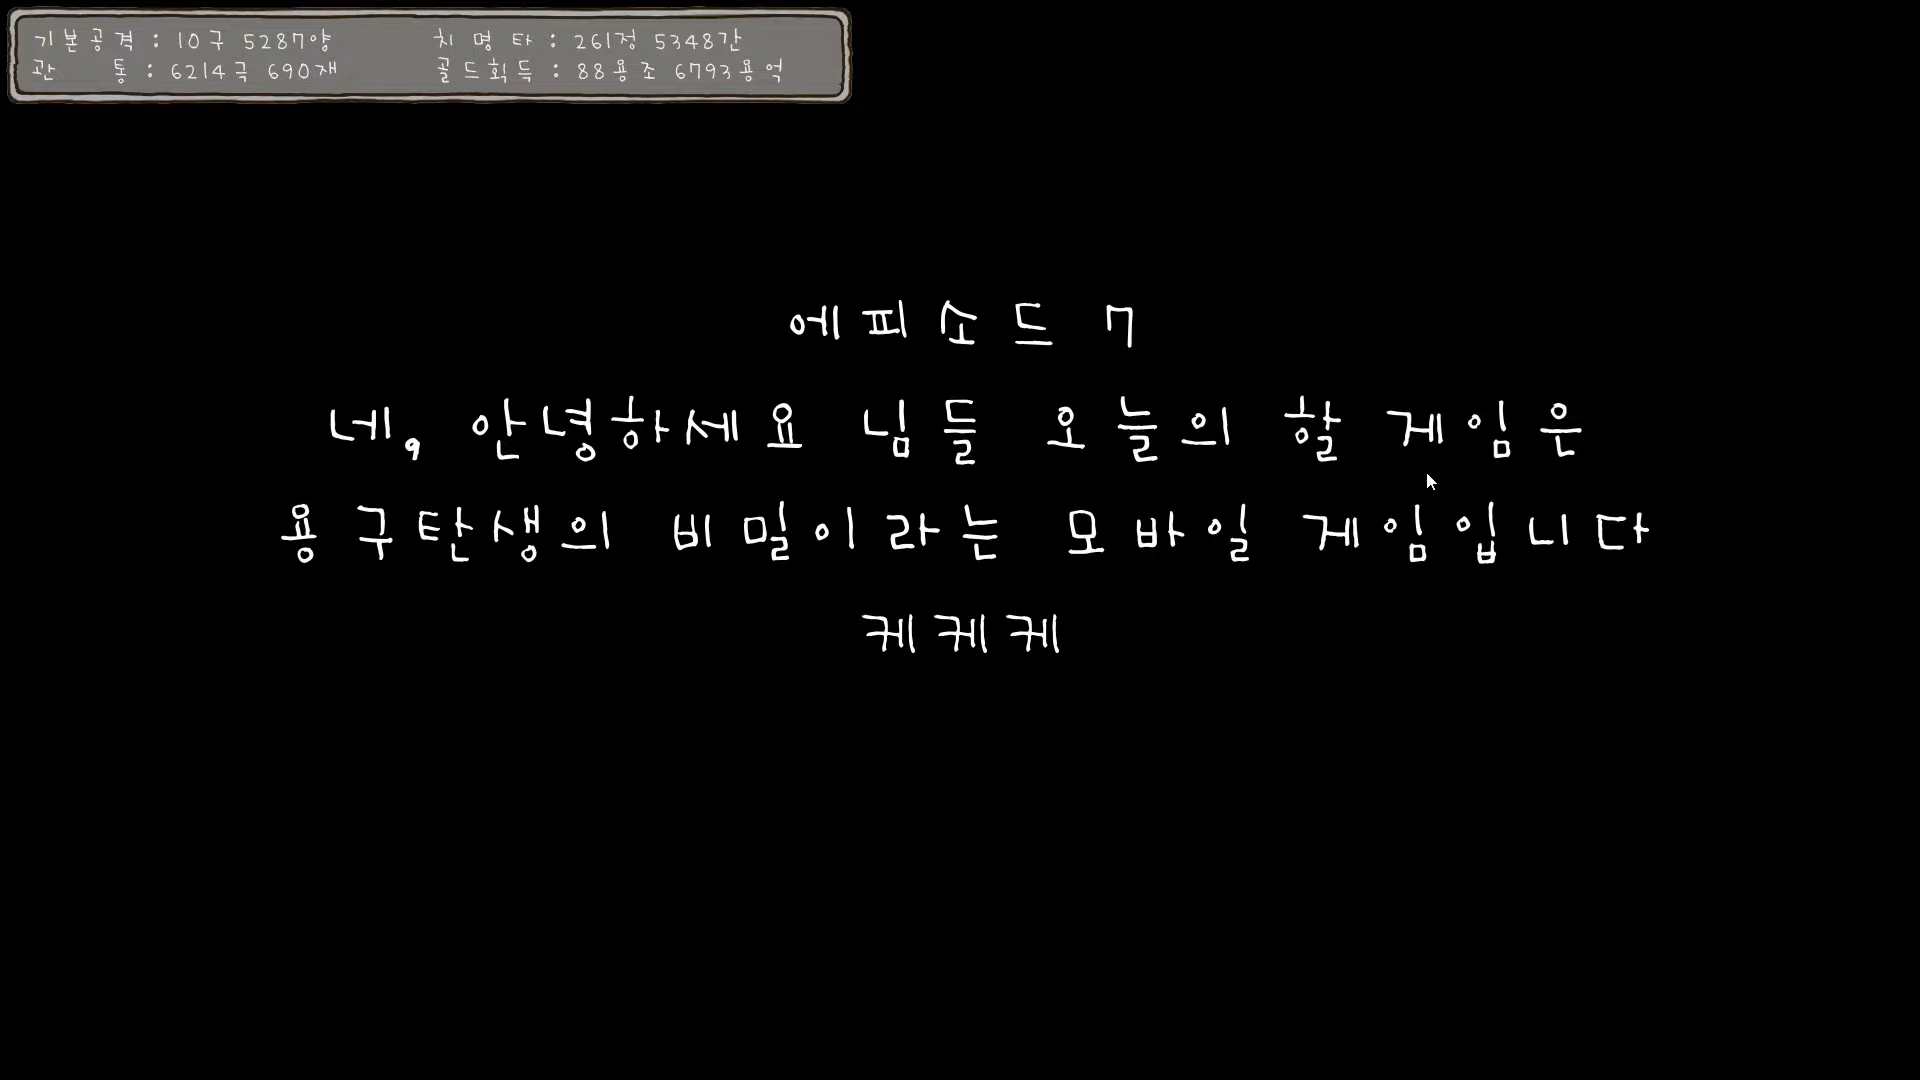 기본공격 : 10구 5287양 치명타 : 261정 5348간
관통 : 6214극 690재 골드획득 : 88용조 6793용억
에피소드 7
네, 안녕하세요 님들 오늘의 할 게임은
용구탄생의 비밀이라는 모바일 게임입니다
케케케